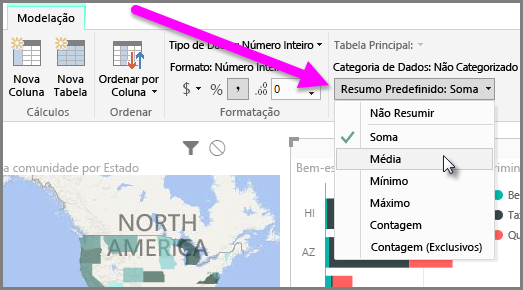 Modelação
Nova
Coluna
Nova
Tabela
Cálculos
Ordenar por
Coluna
Ordenar
Tipo de Dados: Número Inteiro
Formato: Número Inteiro
$ % , .00 0
Formatação
Tabela Principal:
Categoria de Dados: Não Categorizado
Resumo Predefinido: Soma
Não Resumir
Soma
Média
Mínimo
Máximo
Contagem
Contagem (Exclusivos)
a comunidade por Estado
NORTH
AMERICA
Bem-es
HI
AZ
Be
Ta
Qu